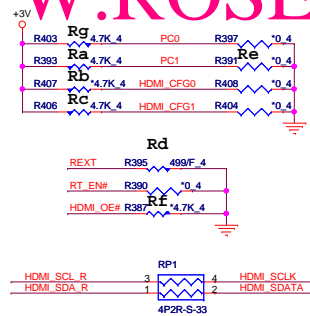 W.ROSE
+3V
Rg
R403 4.7K_4 PC0 R397 *0_4
Ra Re
R393 4.7K_4 PC1 R391 *0_4
Rb
R407 *4.7K_4 HDMI_CFG0 R408 *0_4
Rc
R406 4.7K_4 HDMI_CFG1 R404 *0_4
Rd
REXT R395 499/F_4
RT_EN# R390 *0_4
Rf
HDMI_OE# R387 *4.7K_4
RP1
HDMI_SCL_R 3 4 HDMI_SCLK
HDMI_SDA_R 1 2 HDMI_SDATA
4P2R-S-33